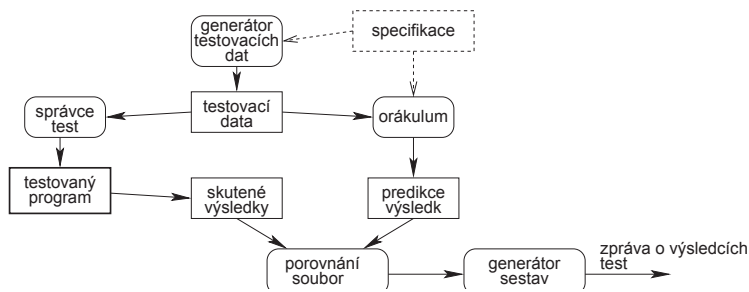 generátor
testovacích
dat
specifikace
správce
test
testovací
data
orákulum
testovaný
program
skutené
výsledky
predikce
výsledk
porovnání
soubor
generátor
sestav
zpráva o výsledcích
test